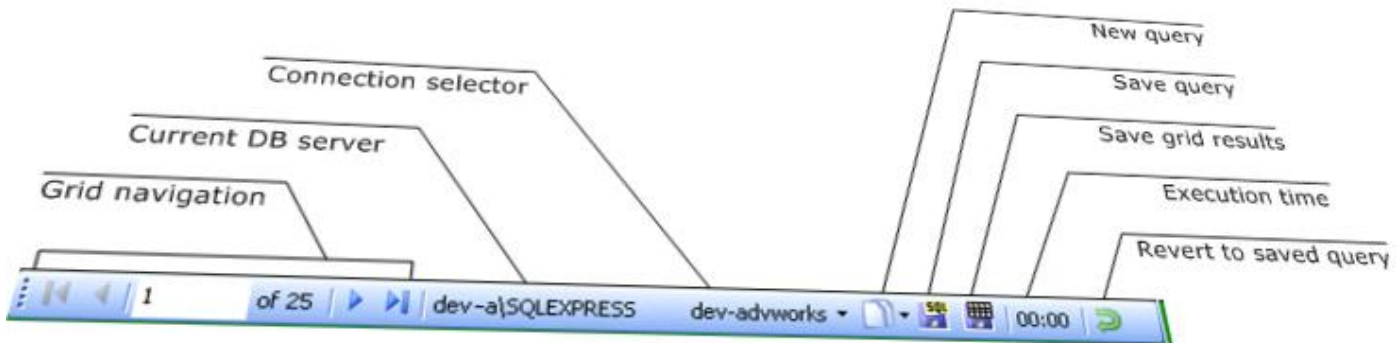 New query
Connection selector
Save query
Current DB server
Save grid results
Grid navigation
Execution time
Revert to saved query
1 of 25 dev-a\SQLEXPRESS dev-advworks SQL 00:00